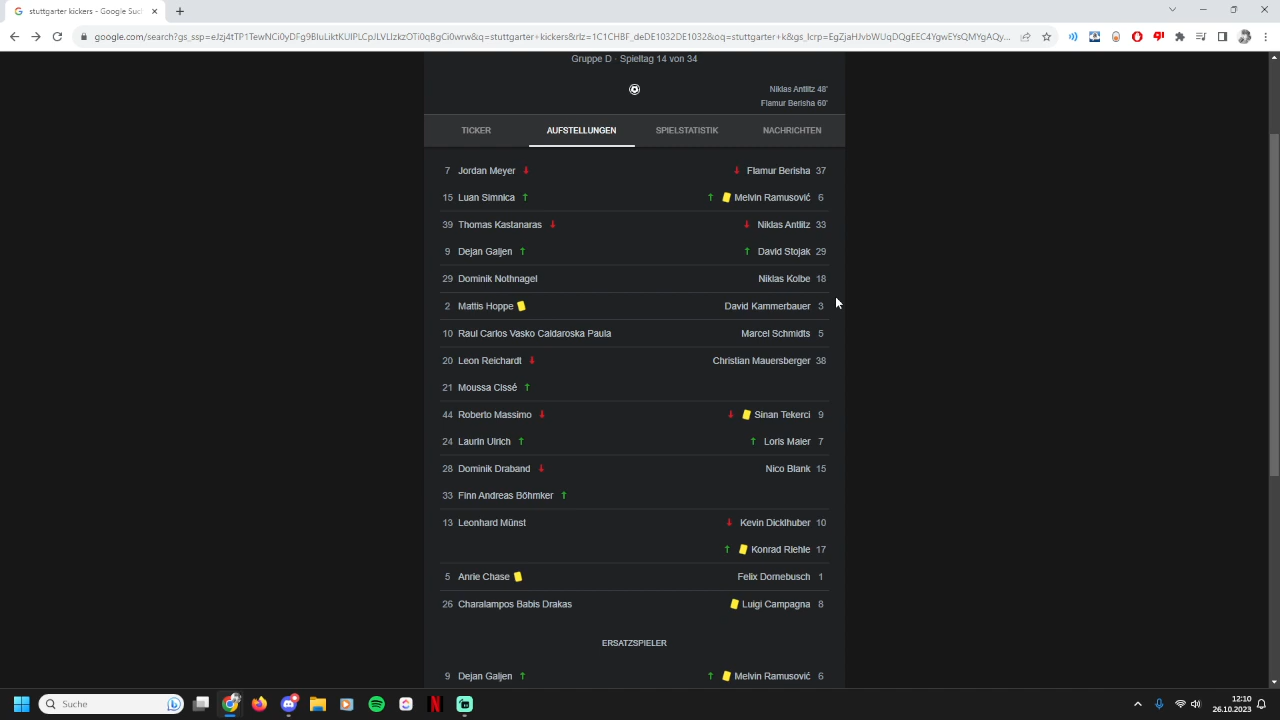 stuttgarter kickers - Google Suc
google.com/search?gs_ssp=eJzj4tTP1TewNCi0yDFg9BIuLiktKUlPLCpJLVLIzkzOTi0qBgCi0wrw&q=stuttgarter+kickers&rlz=1C1CHBF_deDE1032DE1032&oq=stuttgarter+k&gs_lcrp=EgZjaHJvbWUqDQgEEC4YgwEYsQMYgAQy...
Gruppe D · Spieltag 14 von 34
Niklas Antlitz 48'
Flamur Berisha 60'
TICKER AUFSTELLUNGEN SPIELSTATISTIK NACHRICHTEN
7 Jordan Meyer Flamur Berisha 37
15 Luan Simnica Melvin Ramusović 6
39 Thomas Kastanaras Niklas Antlitz 33
9 Dejan Galjen David Stojak 29
29 Dominik Nothnagel Niklas Kolbe 18
2 Mattis Hoppe David Kammerbauer 3
10 Raul Carlos Vasko Caldaroska Paula Marcel Schmidts 5
20 Leon Reichardt Christian Mauersberger 38
21 Moussa Cissé
44 Roberto Massimo Sinan Tekerci 9
24 Laurin Ulrich Loris Maier 7
28 Dominik Draband Nico Blank 15
33 Finn Andreas Böhmker
13 Leonhard Münst Kevin Dicklhuber 10
Konrad Riehle 17
5 Anrie Chase Felix Dornebusch 1
26 Charalampos Babis Drakas Luigi Campagna 8
ERSATZSPIELER
9 Dejan Galjen Melvin Ramusović 6
Suche
12:10
26.10.2023